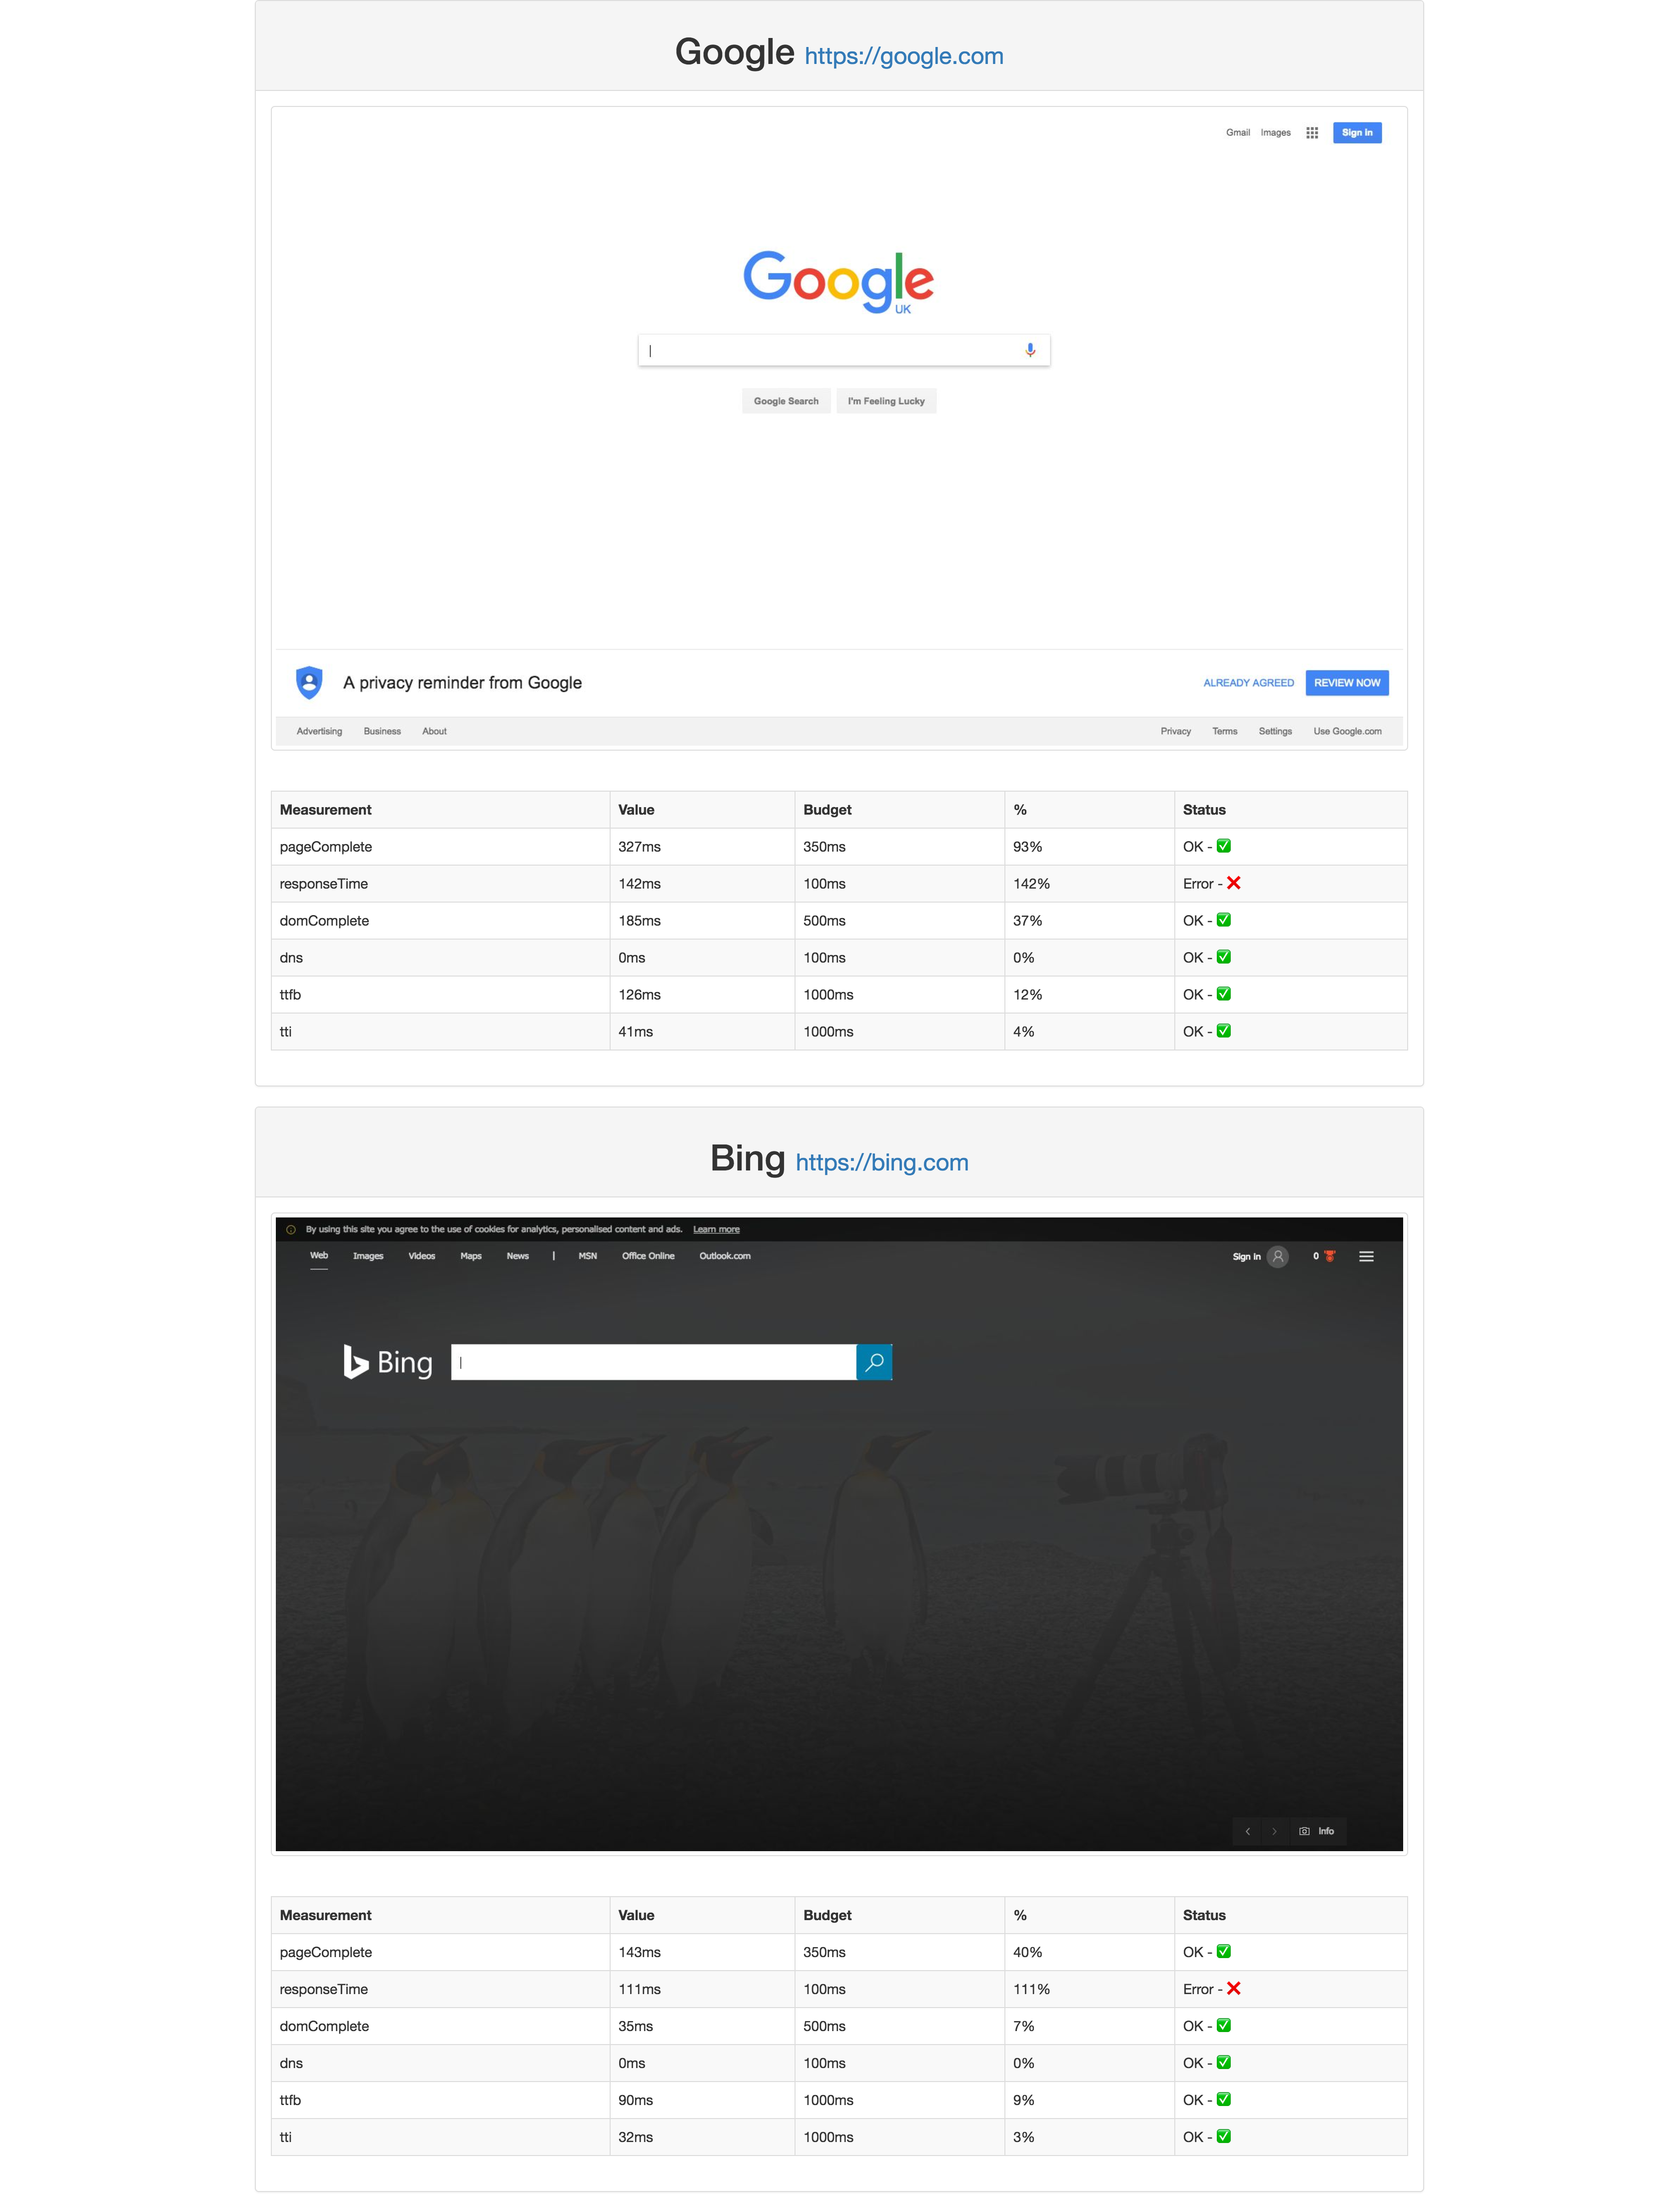 Google https://google.com
Gmail Images Sign in
Google
UK
Google Search I'm Feeling Lucky
A privacy reminder from Google ALREADY AGREED REVIEW NOW
Advertising Business About Privacy Terms Settings Use Google.com
Measurement Value Budget % Status
pageComplete 327ms 350ms 93% OK - ✅
responseTime 142ms 100ms 142% Error - ❌
domComplete 185ms 500ms 37% OK - ✅
dns 0ms 100ms 0% OK - ✅
ttfb 126ms 1000ms 12% OK - ✅
tti 41ms 1000ms 4% OK - ✅
Bing https://bing.com
By using this site you agree to the use of cookies for analytics, personalised content and ads. Learn more
Web Images Videos Maps News | MSN Office Online Outlook.com Sign in 0
Bing
Info
Measurement Value Budget % Status
pageComplete 143ms 350ms 40% OK - ✅
responseTime 111ms 100ms 111% Error - ❌
domComplete 35ms 500ms 7% OK - ✅
dns 0ms 100ms 0% OK - ✅
ttfb 90ms 1000ms 9% OK - ✅
tti 32ms 1000ms 3% OK - ✅